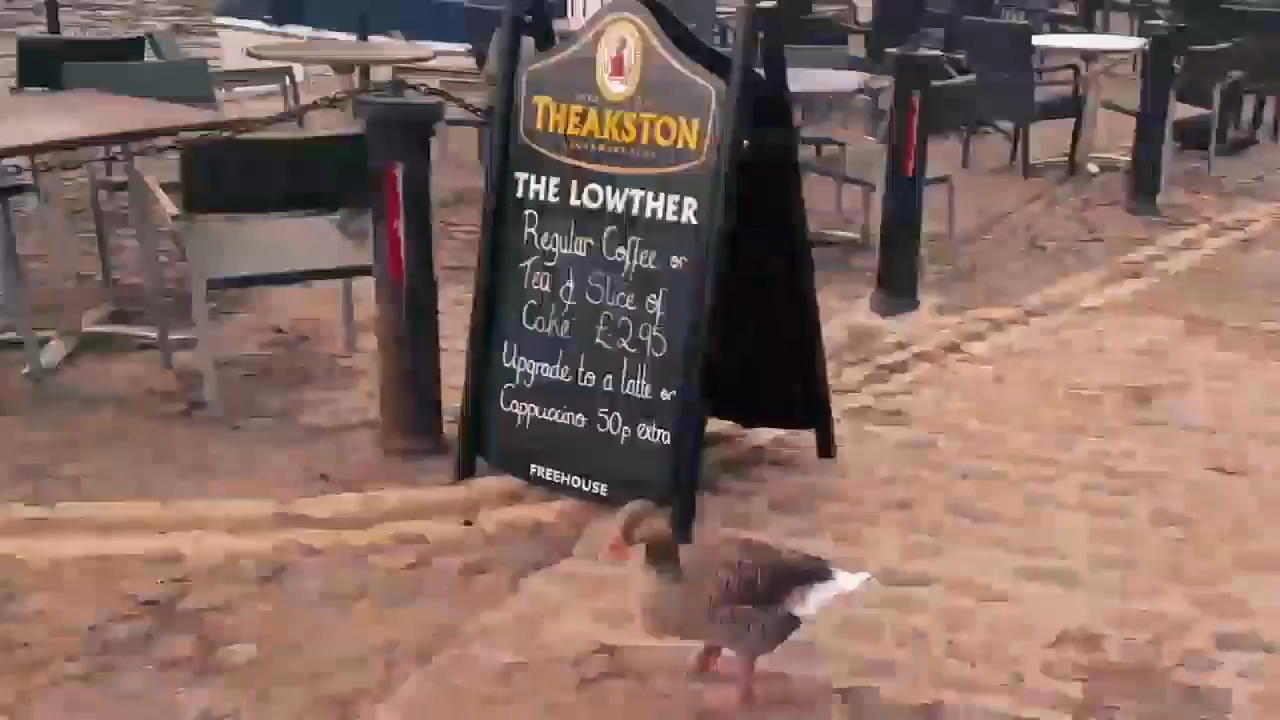 THEAKSTON
THE LOWTHER
Regular Coffee or
Tea & Slice of
Cake £2.95
Upgrade to a latte or
Cappuccino 50p extra
FREEHOUSE